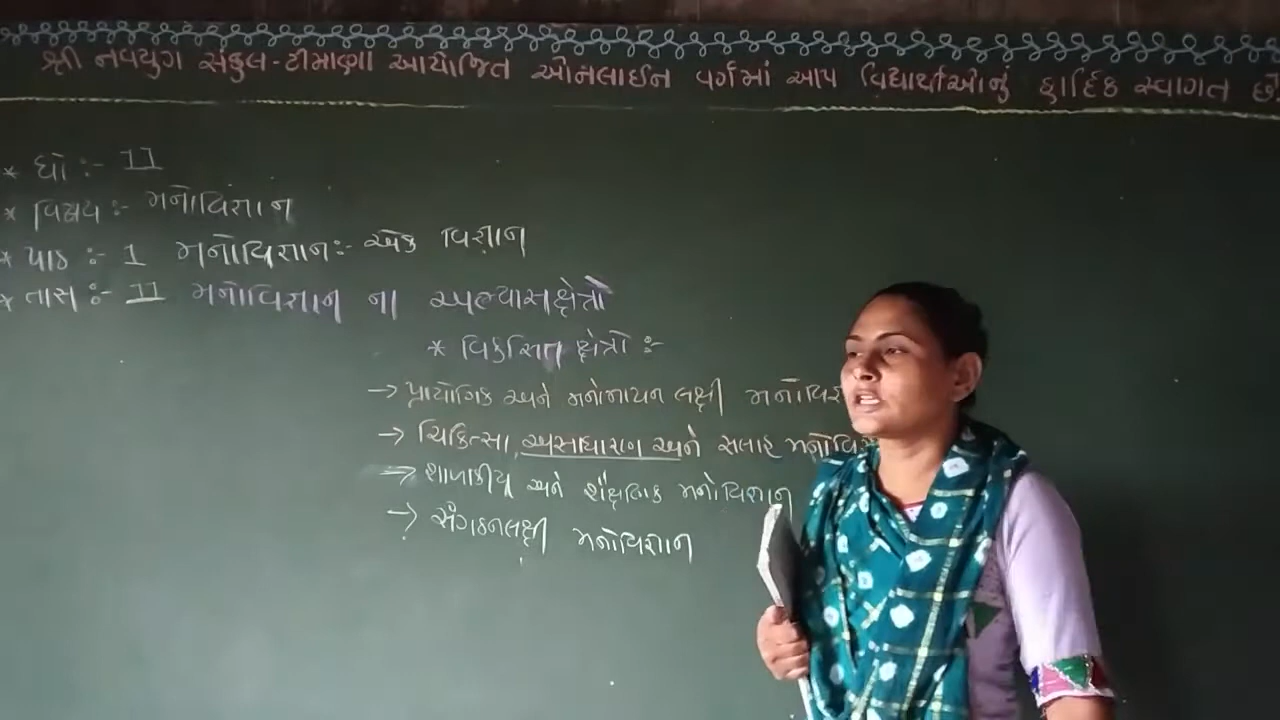 શ્રી નવયુગ સંકુલ-ટીમાણા આયોજિત ઓનલાઈન વર્ગમાં આપ વિદ્યાર્થીઓનું હાર્દિક સ્વાગત છે
* ધો :- 11
* વિષય :- મનોવિજ્ઞાન
* પાઠ :- 1 મનોવિજ્ઞાન:- એક વિજ્ઞાન
* તાસ :- 11 મનોવિજ્ઞાન ના અભ્યાસક્ષેત્રો
* વિકસિત ક્ષેત્રો :-
→ પ્રાયોગિક અને મનોમાપન લક્ષી
→ ચિકિત્સા, અસાધારણ અને સલાહ
→ શાળાકીય અને શૈક્ષણિક મનોવિજ્ઞાન
→ સંગઠનલક્ષી મનોવિજ્ઞાન